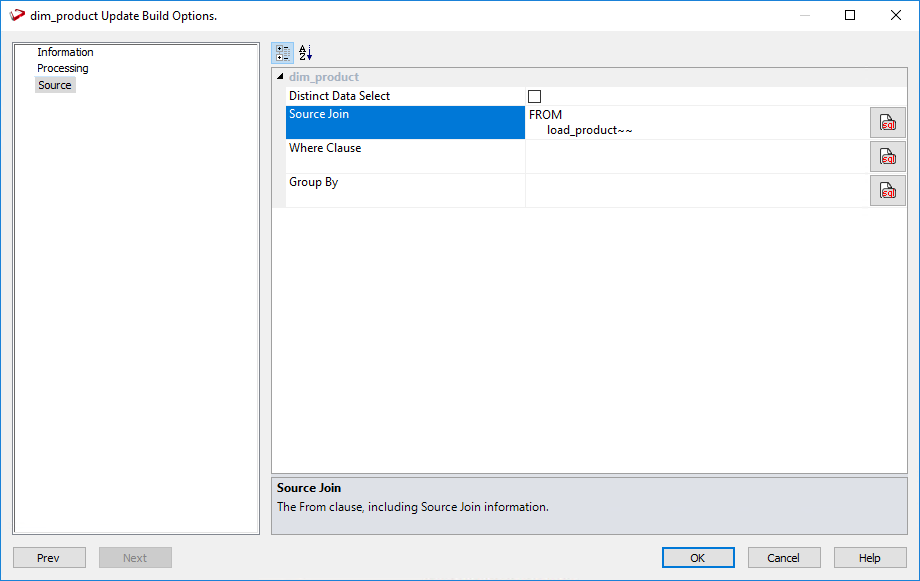 dim_product Update Build Options.
Information
Processing
Source
dim_product
Distinct Data Select
Source Join
FROM
load_product~~
Where Clause
Group By
Source Join
The From clause, including Source Join information.
Prev
Next
OK
Cancel
Help